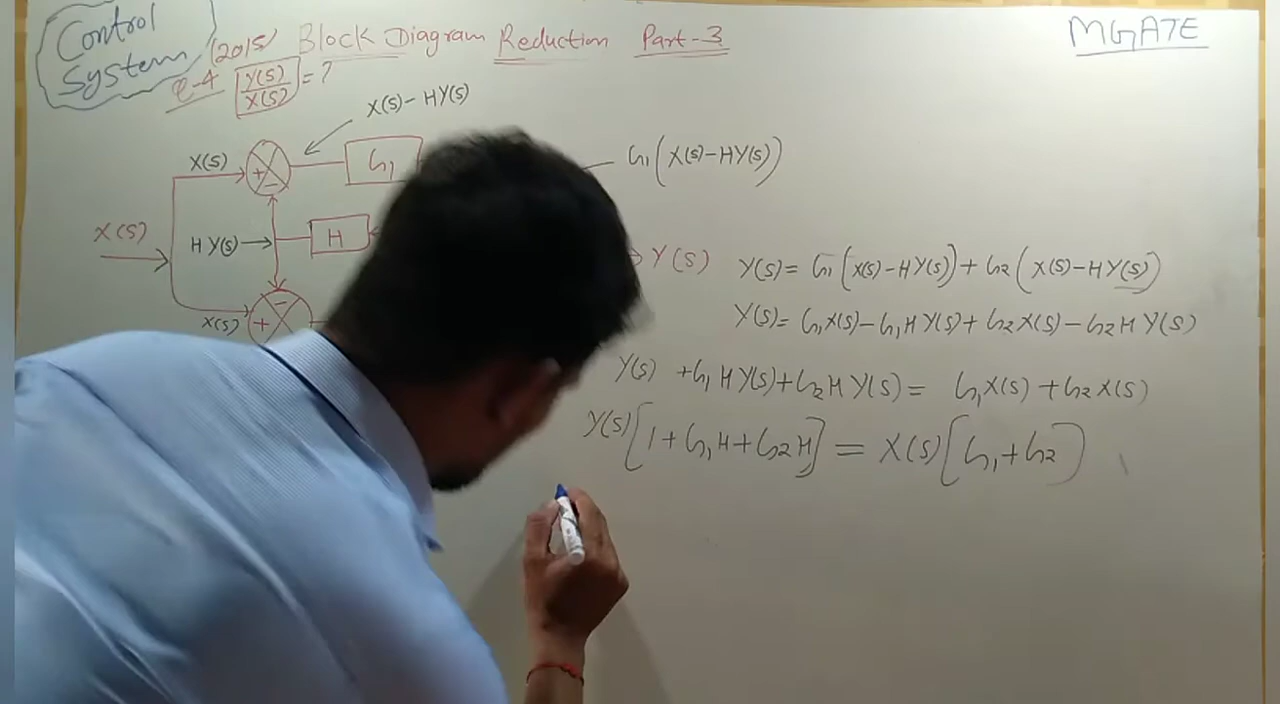 Control System
(2015) Block Diagram Reduction Part-3
MGATE
Q-4 Y(S)/X(S) = ?
X(S) - HY(S)
X(S)
+
-
G1
G1(X(S)-HY(S))
X(S)
HY(S)
H
Y(S)
Y(S) = G1(X(S)-HY(S)) + G2(X(S)-HY(S))
X(S)
-
+
Y(S) = G1X(S) - G1HY(S) + G2X(S) - G2HY(S)
Y(S) + G1HY(S) + G2HY(S) = G1X(S) + G2X(S)
Y(S)[1+G1H+G2H] = X(S)[G1+G2]